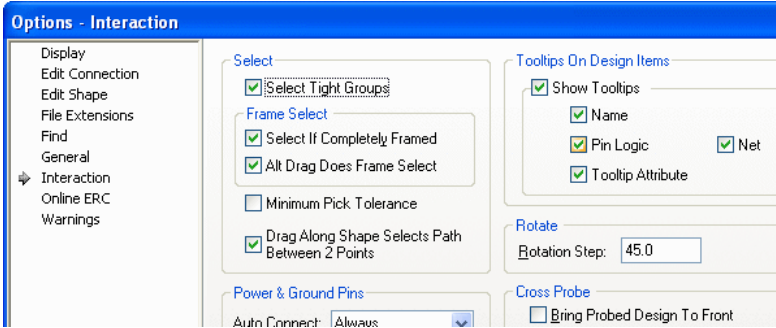 Options - Interaction
Display
Edit Connection
Edit Shape
File Extensions
Find
General
Interaction
Online ERC
Warnings
Select
Select Tight Groups
Frame Select
Select If Completely Framed
Alt Drag Does Frame Select
Minimum Pick Tolerance
Drag Along Shape Selects Path
Between 2 Points
Power & Ground Pins
Auto Connect: Always
Tooltips On Design Items
Show Tooltips
Name
Pin Logic
Net
Tooltip Attribute
Rotate
Rotation Step: 45.0
Cross Probe
Bring Probed Design To Front